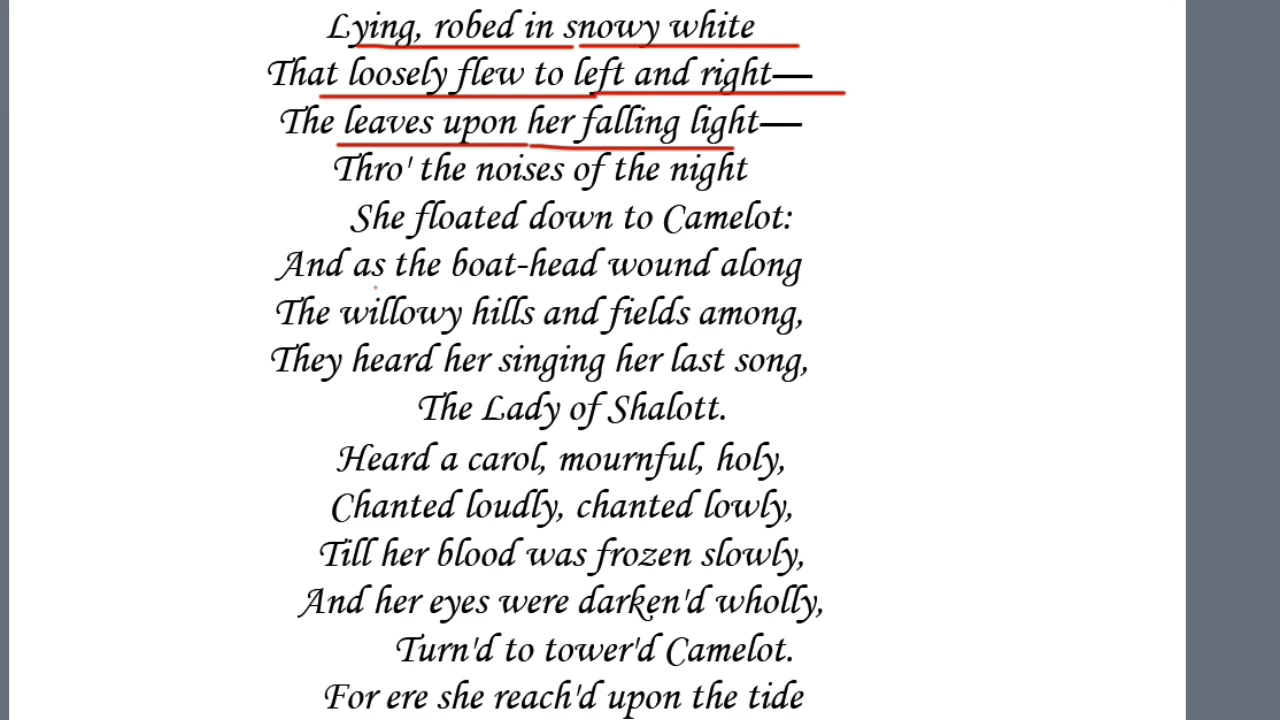 Lying, robed in snowy white
That loosely flew to left and right—
The leaves upon her falling light—
Thro' the noises of the night
She floated down to Camelot:
And as the boat-head wound along
The willowy hills and fields among,
They heard her singing her last song,
The Lady of Shalott.
Heard a carol, mournful, holy,
Chanted loudly, chanted lowly,
Till her blood was frozen slowly,
And her eyes were darken'd wholly,
Turn'd to tower'd Camelot.
For ere she reach'd upon the tide